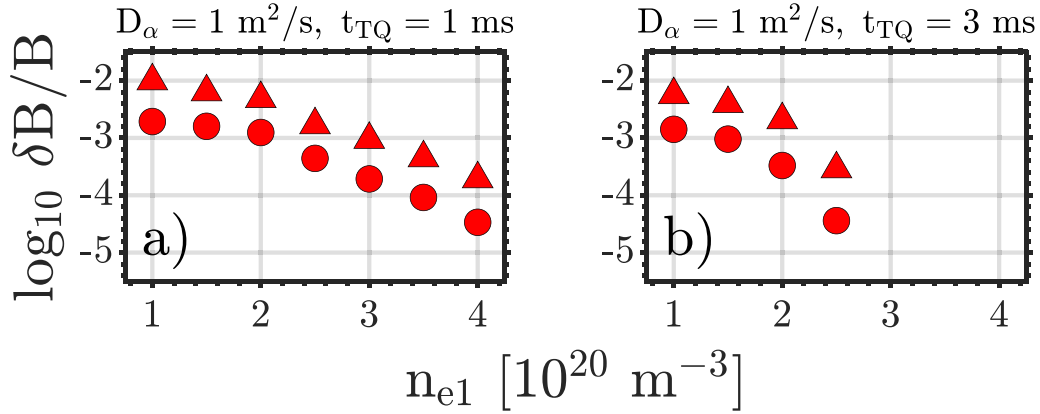 D_α = 1 m²/s, t_TQ = 1 ms
D_α = 1 m²/s, t_TQ = 3 ms
log₁₀ δB/B
-2
-3
-4
-5
a)
1 2 3 4
-2
-3
-4
-5
b)
1 2 3 4
n_e1 [10²⁰ m⁻³]